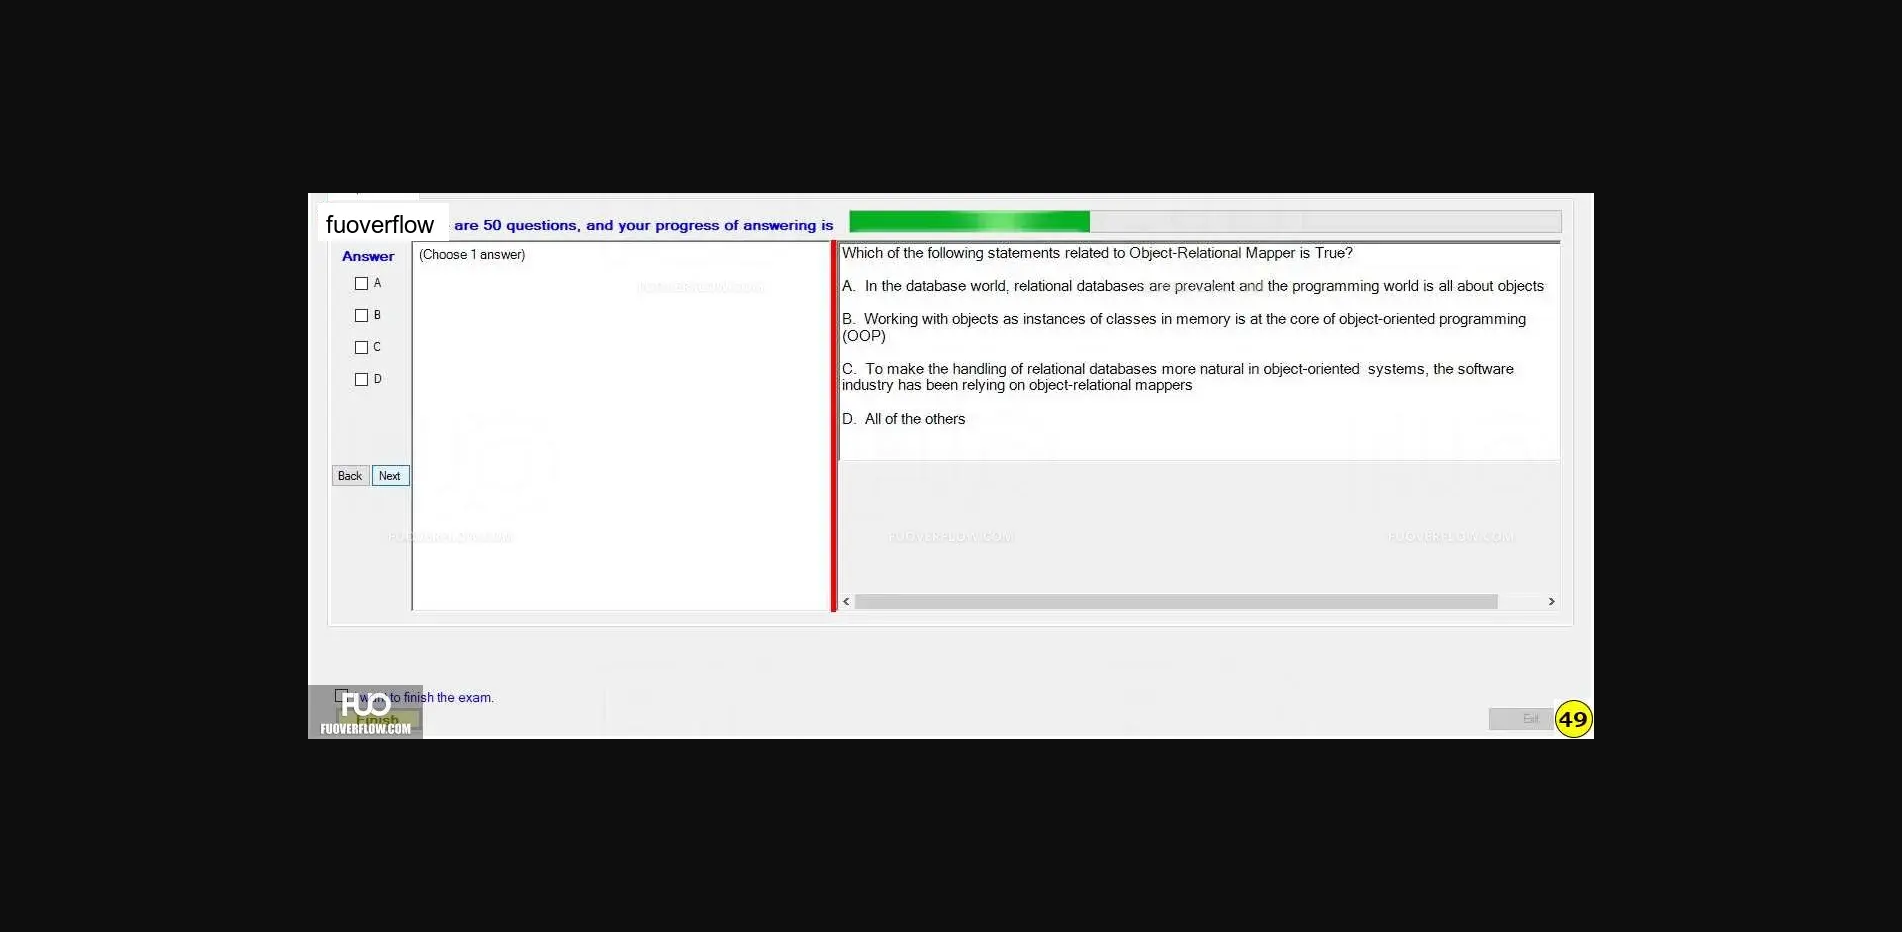 fuoverflow
are 50 questions, and your progress of answering is
Answer
(Choose 1 answer)
A
B
C
D
Back
Next
Which of the following statements related to Object-Relational Mapper is True?
A. In the database world, relational databases are prevalent and the programming world is all about objects
B. Working with objects as instances of classes in memory is at the core of object-oriented programming
(OOP)
C. To make the handling of relational databases more natural in object-oriented systems, the software
industry has been relying on object-relational mappers
D. All of the others
FUOVERFLOW.COM
FUOVERFLOW.COM
FUOVERFLOW.COM
FUOVERFLOW.COM
want to finish the exam.
FUO
Finish
FUOVERFLOW.COM
Exit
49